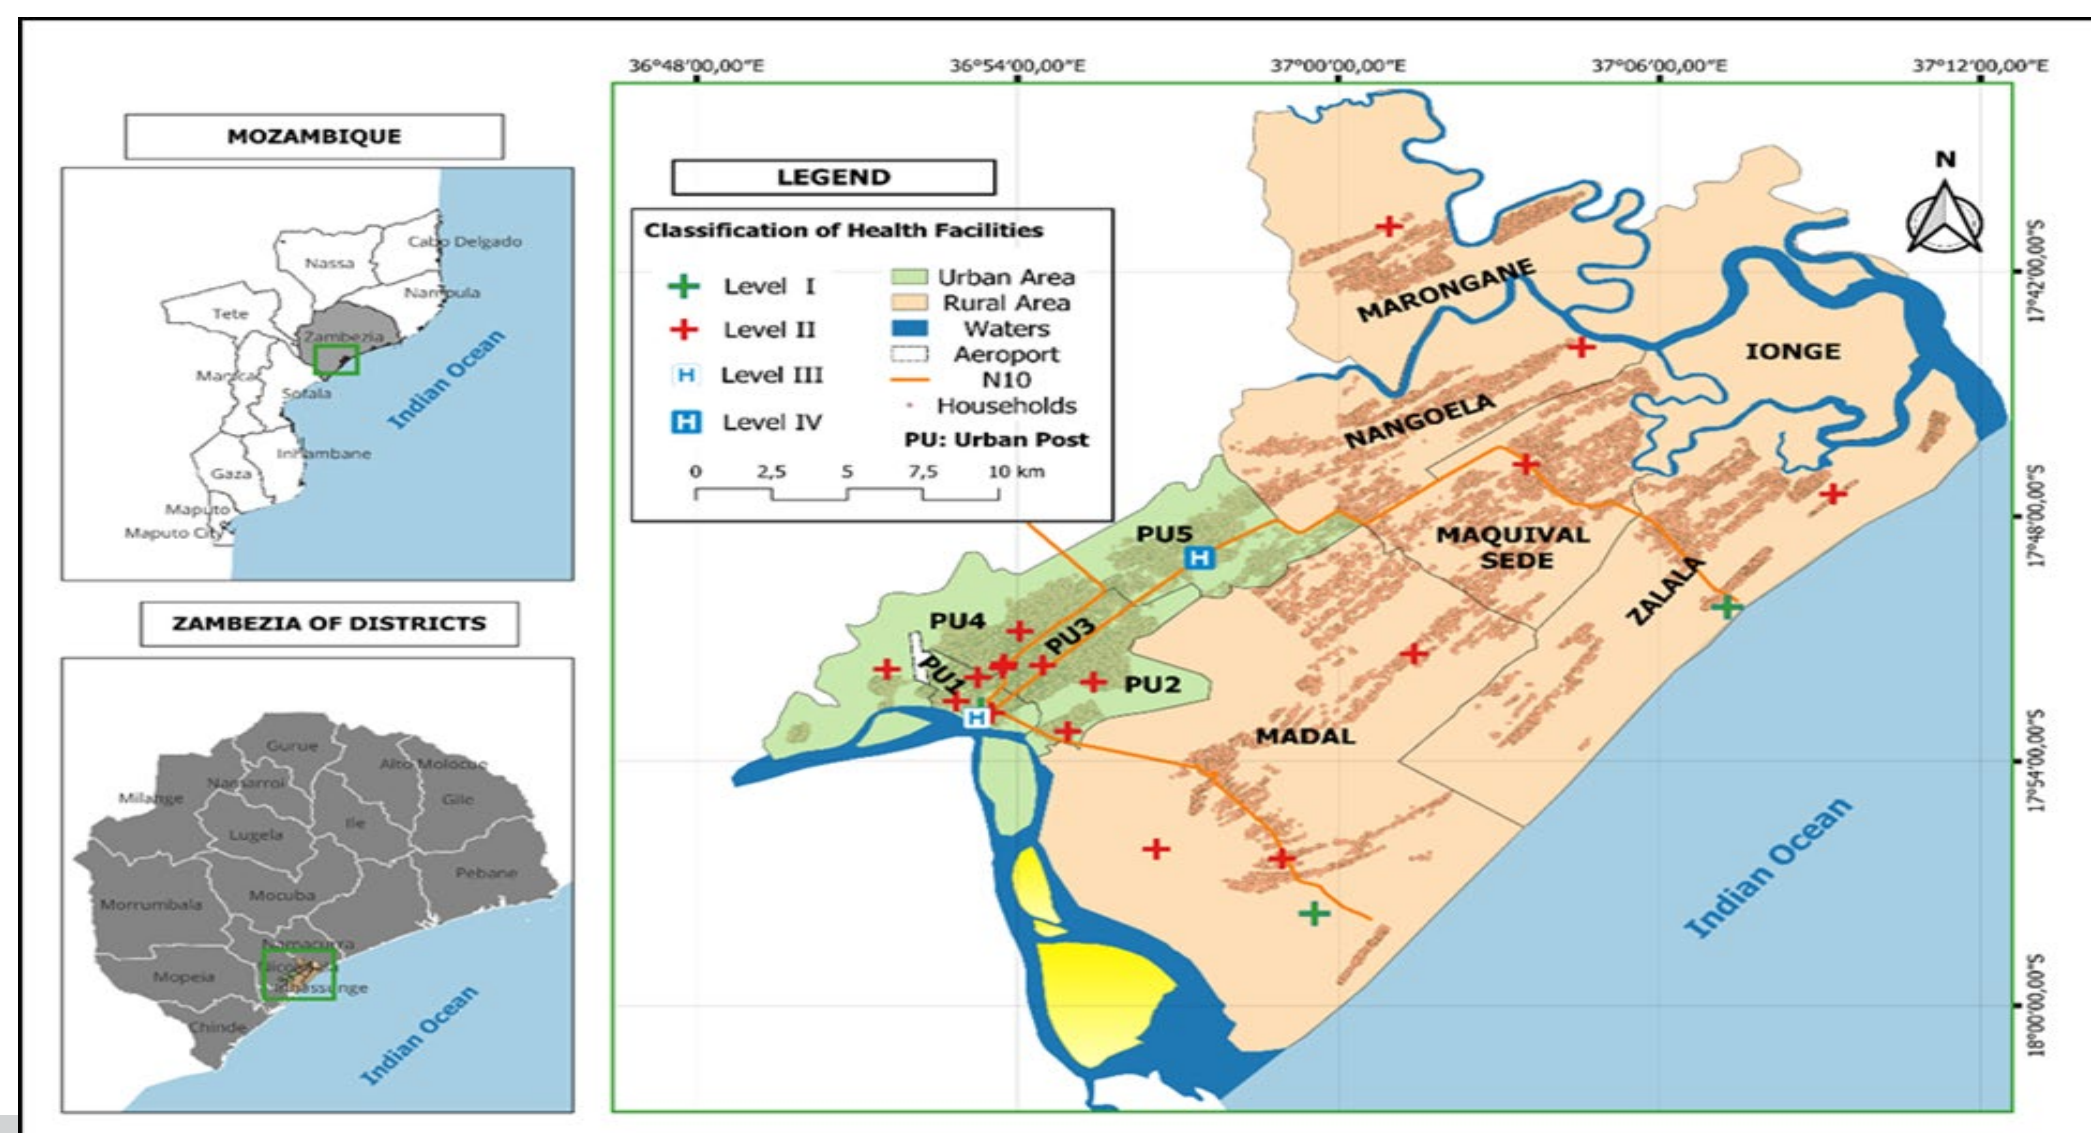 MOZAMBIQUE
Cabo Delgado
Nassa
Nampula
Tete
Zambezia
Manica
Sofala
Indian Ocean
Inhambane
Gaza
Maputo
Maputo City
ZAMBEZIA OF DISTRICTS
Gurue
Alto Molocue
Namarroi
Milange
Gile
Ile
Lugela
Pebane
Mocuba
Morrumbala
Namacurra
Mopeia
Chinde
Indian Ocean
36°48'00,00"E 36°54'00,00"E 37°00'00,00"E 37°06'00,00"E 37°12'00,00"E
LEGEND
Classification of Health Facilities
Level I
Level II
H Level III
H Level IV
Urban Area
Rural Area
Waters
Aeroport
N10
Households
PU: Urban Post
0 2,5 5 7,5 10 km
N
MARONGANE
IONGE
NANGOELA
PU5
H
MAQUIVAL
SEDE
ZALALA
PU4
PU3
PU1
PU2
H
MADAL
Indian Ocean
17°42'00,00"S
17°48'00,00"S
17°54'00,00"S
18°00'00,00"S